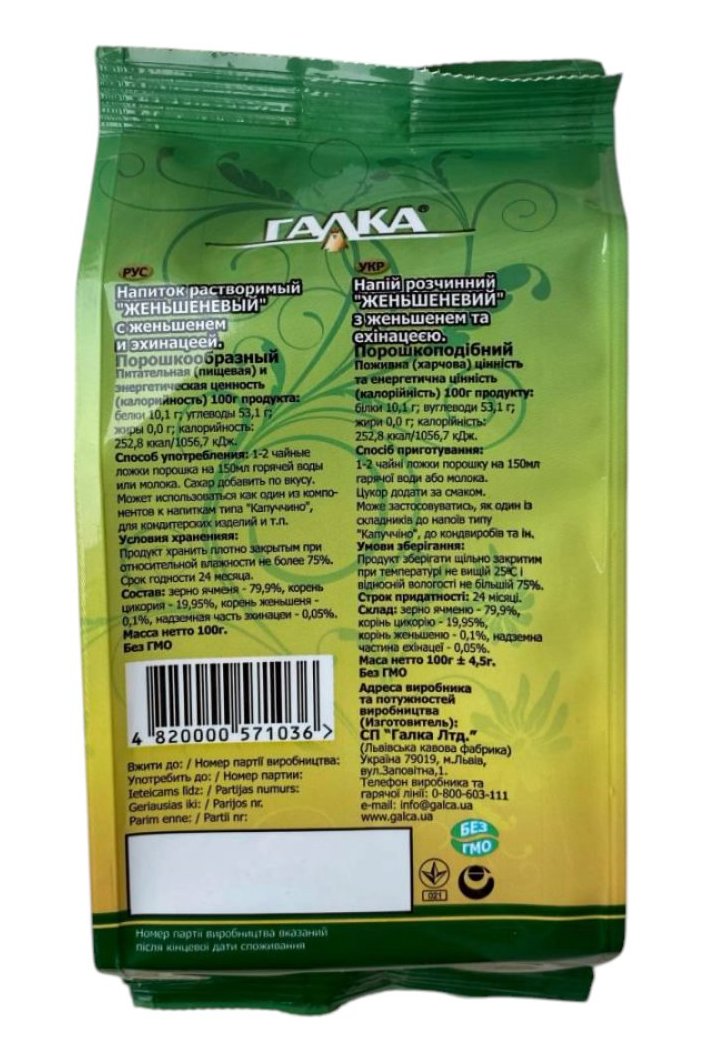 ГАЛКА®
РУС
Напиток растворимый
"ЖЕНЬШЕНЕВЫЙ"
с женьшенем
и эхинацеей.
Порошкообразный
Питательная (пищевая) и
энергетическая ценность
(калорийность) 100г продукта:
белки 10,1 г; углеводы 53,1 г;
жиры 0,0 г; калорийность:
252,8 ккал/1056,7 кДж.
Способ употребления: 1-2 чайные
ложки порошка на 150мл горячей воды
или молока. Сахар добавить по вкусу.
Может использоваться как один из компо-
нентов к напиткам типа "Капуччино",
для кондитерских изделий и т.п.
Условия хранениня:
Продукт хранить плотно закрытым при
относительной влажности не более 75%.
Срок годности 24 месяца.
Состав: зерно ячменя - 79,9%, корень
цикория - 19,95%, корень женьшеня -
0,1%, надземная часть эхинацеи - 0,05%.
Масса нетто 100г.
Без ГМО
4 820000 571036 >
Вжити до: / Номер партії виробництва:
Употребить до: / Номер партии:
Ieteicams lidz: / Partijas numurs:
Geriausias iki: / Parijos nr.
Parim enne: / Partii nr:
УКР
Напій розчинний
"ЖЕНЬШЕНЕВИЙ"
з женьшенем та
ехінацеєю.
Порошкоподібний
Поживна (харчова) цінність
та енергетична цінність
(калорійність) 100г продукту:
білки 10,1 г; вуглеводи 53,1 г;
жири 0,0 г; калорійність:
252,8 ккал/1056,7 кДж.
Спосіб приготування:
1-2 чайні ложки порошку на 150мл
гарячої води або молока.
Цукор додати за смаком.
Може застосовуватись, як один із
складників до напоїв типу
"Капуччіно", до кондвиробів та ін.
Умови зберігання:
Продукт зберігати щільно закритим
при температурі не вищій 25°C і
відносній вологості не більшій 75%.
Строк придатності: 24 місяці.
Склад: зерно ячменю - 79,9%,
корінь цикорію - 19,95%,
корінь женьшеню - 0,1%, надземна
частина ехінацеї - 0,05%.
Маса нетто 100г ± 4,5г.
Без ГМО
Адреса виробника
та потужностей
виробництва
(Изготовитель):
СП "Галка Лтд."
(Львівська кавова фабрика)
Україна 79019, м.Львів,
вул.Заповітна,1.
Телефон виробника та
гарячої лінії: 0-800-603-111
e-mail: info@galca.ua
www.galca.ua
БЕЗ
ГМО
021
Номер партії виробництва вказаний
після кінцевої дати споживання